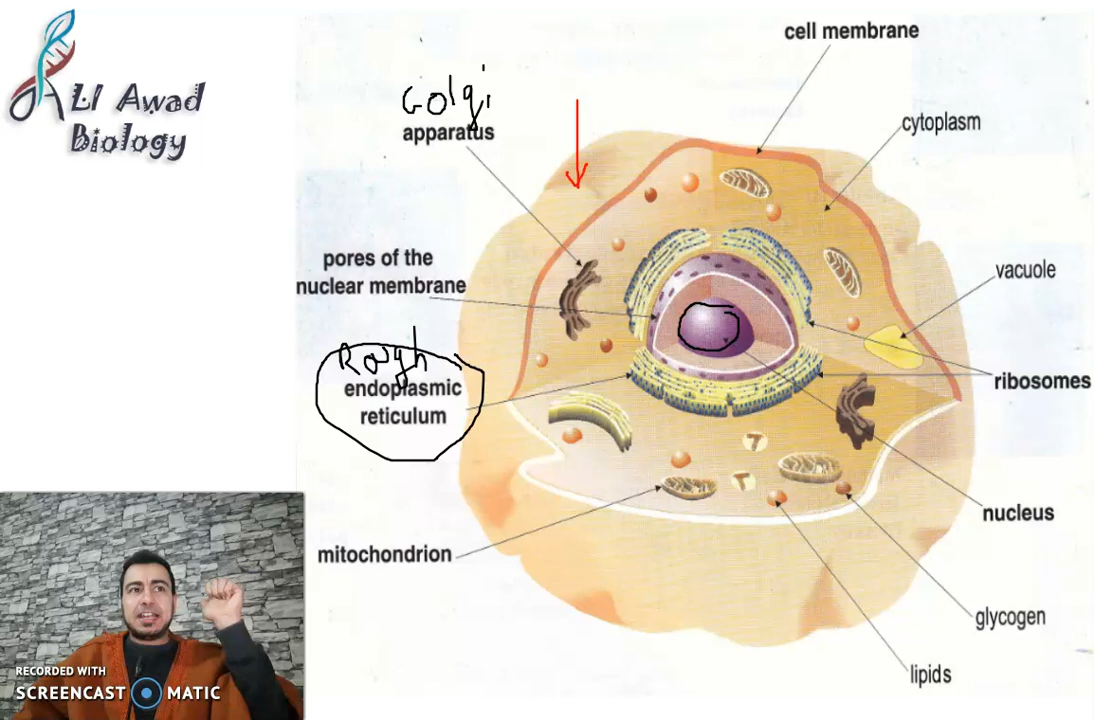 ALI Awad
Biology
cell membrane
Golgi
apparatus
cytoplasm
pores of the
nuclear membrane
vacuole
Rough
endoplasmic
reticulum
ribosomes
nucleus
mitochondrion
glycogen
lipids
RECORDED WITH
SCREENCAST MATIC